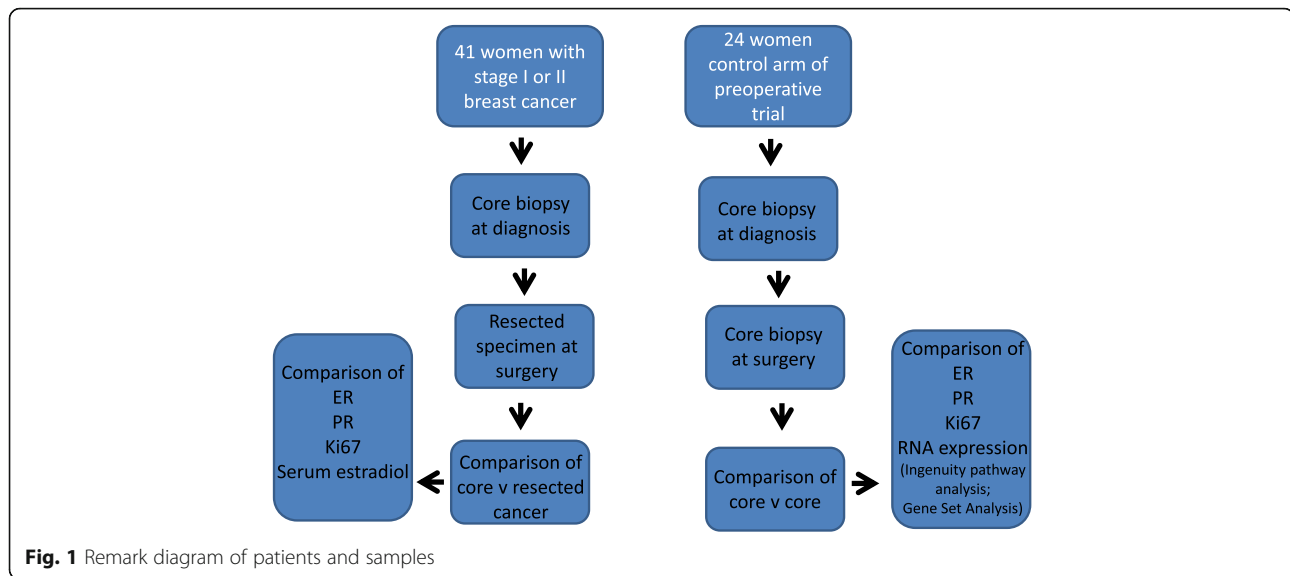 41 women with
stage I or II
breast cancer
Core biopsy
at diagnosis
Resected
specimen at
surgery
Comparison of
core v resected
cancer
Comparison of
ER
PR
Ki67
Serum estradiol
24 women
control arm of
preoperative
trial
Core biopsy
at diagnosis
Core biopsy
at surgery
Comparison of
core v core
Comparison of
ER
PR
Ki67
RNA expression
(Ingenuity pathway
analysis;
Gene Set Analysis)
Fig. 1 Remark diagram of patients and samples